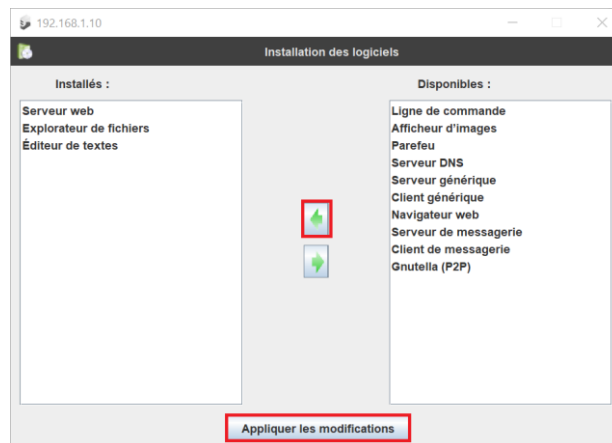 192.168.1.10
Installation des logiciels
Installés :
Serveur web
Explorateur de fichiers
Éditeur de textes
Disponibles :
Ligne de commande
Afficheur d'images
Parefeu
Serveur DNS
Serveur générique
Client générique
Navigateur web
Serveur de messagerie
Client de messagerie
Gnutella (P2P)
Appliquer les modifications